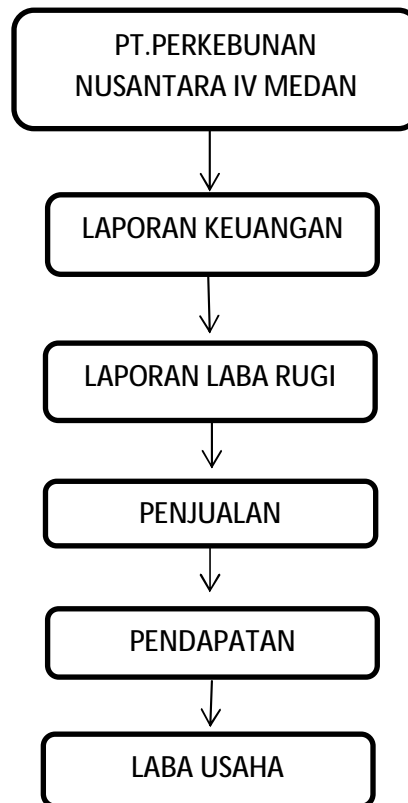 PT.PERKEBUNAN
NUSANTARA IV MEDAN
LAPORAN KEUANGAN
LAPORAN LABA RUGI
PENJUALAN
PENDAPATAN
LABA USAHA